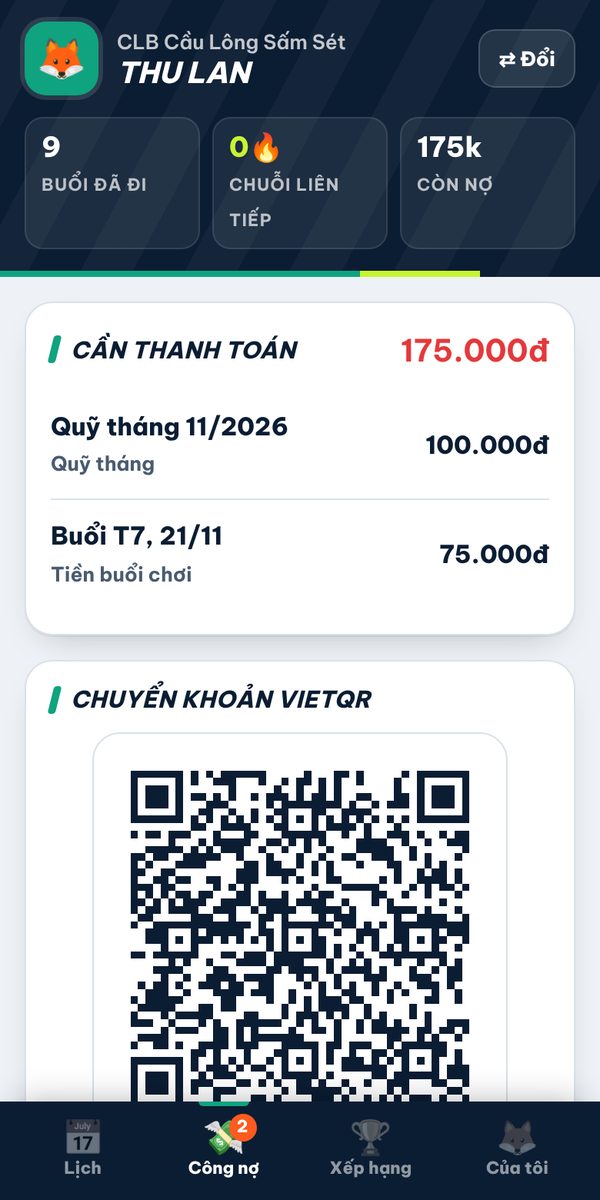 CLB Cầu Lông Sấm Sét
THU LAN
⇄ Đổi
9
BUỔI ĐÃ ĐI
0🔥
CHUỖI LIÊN
TIẾP
175k
CÒN NỢ
CẦN THANH TOÁN
175.000đ
Quỹ tháng 11/2026
100.000đ
Quỹ tháng
Buổi T7, 21/11
75.000đ
Tiền buổi chơi
CHUYỂN KHOẢN VIETQR
July
17
Lịch
2
Công nợ
Xếp hạng
Của tôi